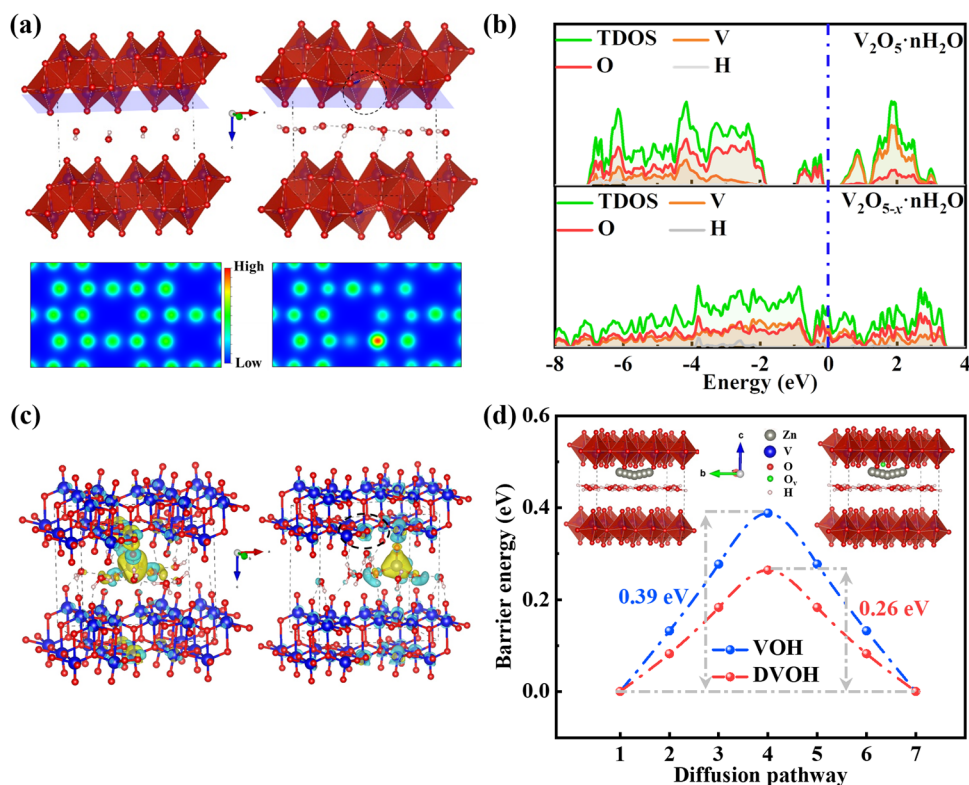 (a)
High
Low
(b)
TDOS V
O H
V₂O₅·nH₂O
TDOS V
O H
V₂O₅₋ₓ·nH₂O
-8 -6 -4 -2 0 2 4
Energy (eV)
(c)
(d)
0.6
0.4
0.2
0.0
Barrier energy (eV)
c
b
Zn
V
O
Oᵥ
H
0.39 eV
0.26 eV
VOH
DVOH
1 2 3 4 5 6 7
Diffusion pathway